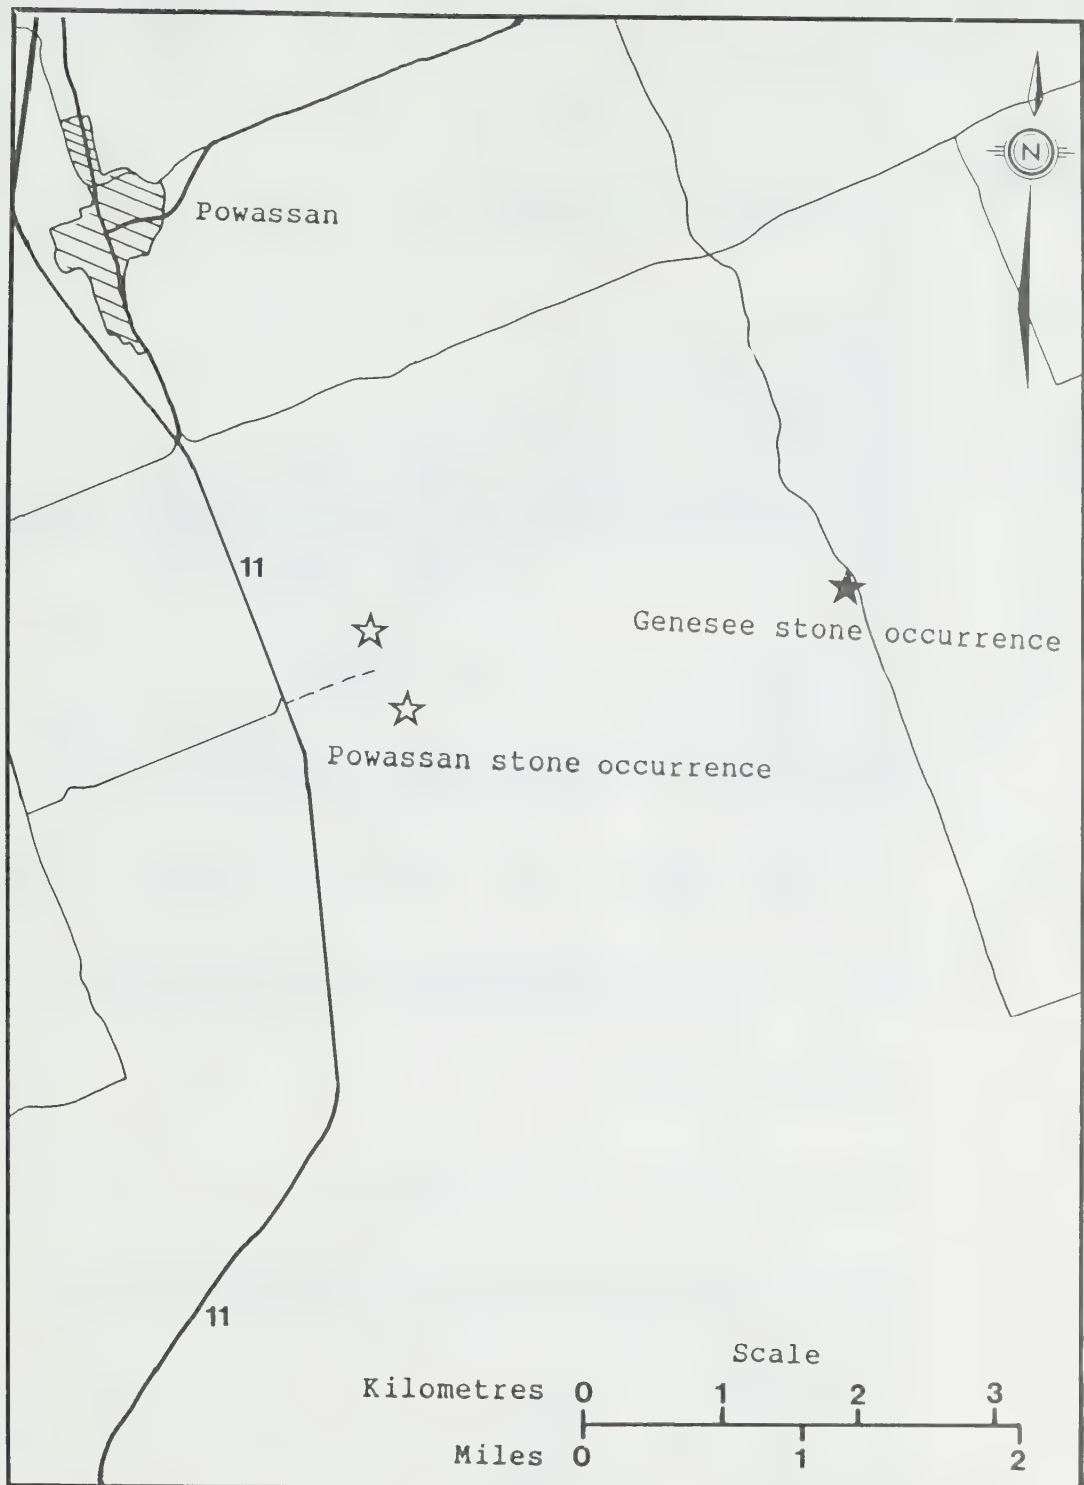 N
Powassan
11
Genesee stone occurrence
Powassan stone occurrence
11
Scale
Kilometres 0 1 2 3
Miles 0 1 2